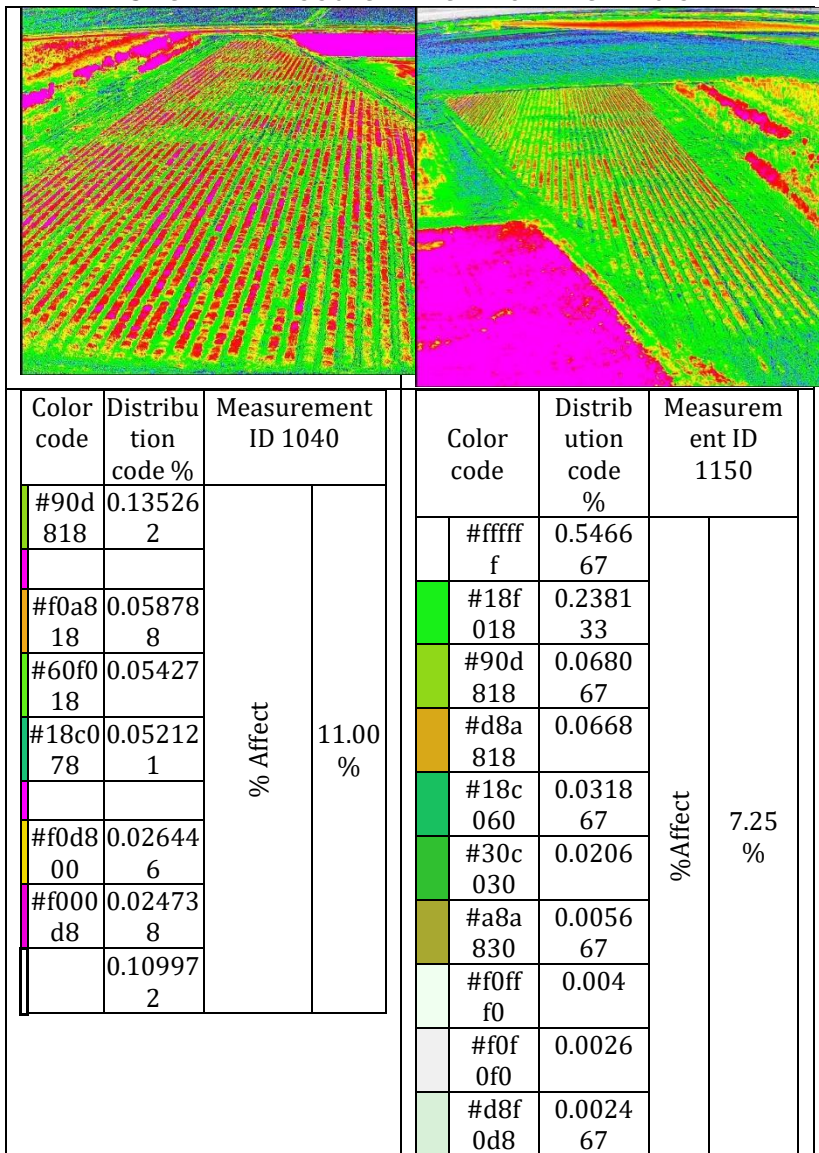 Color code
Distribu
tion
code %
Measurement
ID 1040
#90d
818
0.13526
2
#f0a8
18
0.05878
8
#60f0
18
0.05427
#18c0
78
0.05212
1
#f0d8
00
0.02644
6
#f000
d8
0.02473
8
0.10997
2
% Affect
11.00
%
Color
code
Distrib
ution
code
%
Measurem
ent ID
1150
#fffff
f
0.5466
67
#18f
018
0.2381
33
#90d
818
0.0680
67
#d8a
818
0.0668
#18c
060
0.0318
67
#30c
030
0.0206
#a8a
830
0.0056
67
#f0ff
f0
0.004
#f0f
0f0
0.0026
#d8f
0d8
0.0024
67
%Affect
7.25
%